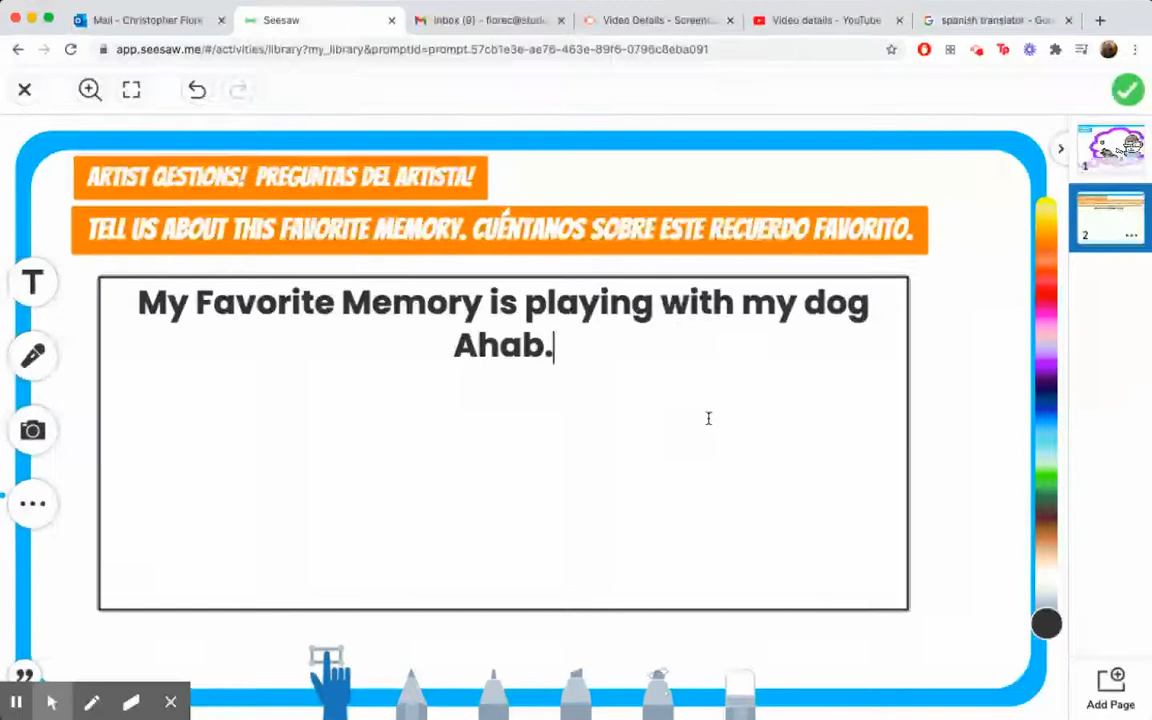 Mail - Christopher Flore
Seesaw
Inbox (9) - florec@stud
Video Details - Screenc
Video details - YouTube
spanish translator - Goo
app.seesaw.me/#/activities/library?my_library&promptId=prompt.57cb1e3e-ae76-463e-89f6-0796c8eba091
ARTIST QESTIONS! PREGUNTAS DEL ARTISTA!
TELL US ABOUT THIS FAVORITE MEMORY. CUÉNTANOS SOBRE ESTE RECUERDO FAVORITO.
My Favorite Memory is playing with my dog
Ahab.
T
1
2
Add Page